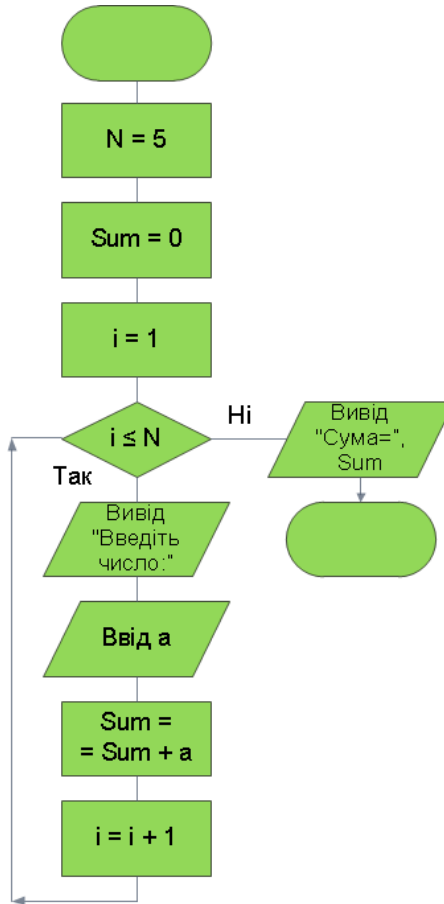 N = 5
Sum = 0
i = 1
i ≤ N
Ні
Вивід
"Сума=",
Sum
Так
Вивід
"Введіть
число:"
Ввід a
Sum =
= Sum + a
i = i + 1